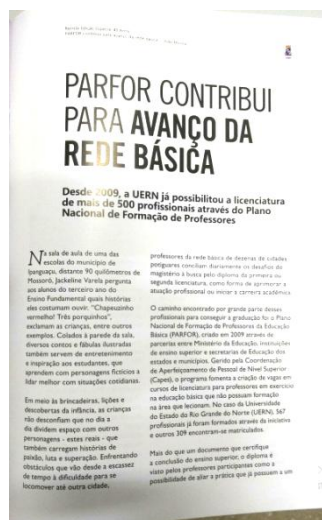 PARFOR CONTRIBUI
PARA AVANÇO DA
REDE BÁSICA
Desde 2009, a UERN já possibilitou a licenciatura
de mais de 500 profissionais através do Plano
Nacional de Formação de Professores
Na sala de aula de uma das
escolas do município de
Ipanguaçu, distante 90 quilômetros de
Mossoró, Jackeline Varela pergunta
aos alunos do terceiro ano do
Ensino Fundamental quais histórias
eles costumam ouvir. "Chapeuzinho
vermelho! Três porquinhos",
exclamam as crianças, entre outros
exemplos. Colados à parede da sala,
diversos contos e fábulas ilustradas
também servem de entretenimento
e inspiração aos estudantes, que
aprendem com personagens fictícios a
lidar melhor com situações cotidianas.
Em meio às brincadeiras, lições e
descobertas da infância, as crianças
não desconfiam que no dia a
dia dividem espaço com outros
personagens - estes reais - que
também carregam histórias de
paixão, luta e superação. Enfrentando
obstáculos que vão desde a escassez
de tempo à dificuldade para se
locomover até outra cidade,
professores da rede básica de dezenas de cidades
potiguares conciliam diariamente os desafios do
magistério à busca pelo diploma da primeira ou
segunda licenciatura, como forma de aprimorar a
atuação profissional ou iniciar a carreira acadêmica
O caminho encontrado por grande parte desses
profissionais para conseguir a graduação foi o Plano
Nacional de Formação de Professores da Educação
Básica (PARFOR), criado em 2009 através de
parcerias entre Ministério da Educação, Instituições
de ensino superior e secretarias de Educação dos
estados e municípios. Gerido pela Coordenação
de Aperfeiçoamento de Pessoal de Nível Superior
(Capes), o programa fomenta a criação de vagas em
cursos de licenciatura para professores em exercício
na educação básica que não possuam formação
na área que lecionam. No caso da Universidade
do Estado do Rio Grande do Norte (UERN), 567
profissionais já foram formados através da iniciativa
e outros 309 encontram-se matriculados.
Mais do que um documento que certifique
a conclusão do ensino superior, o diploma é
visto pelos professores participantes como a
possibilidade de aliar a prática que já possuem a um